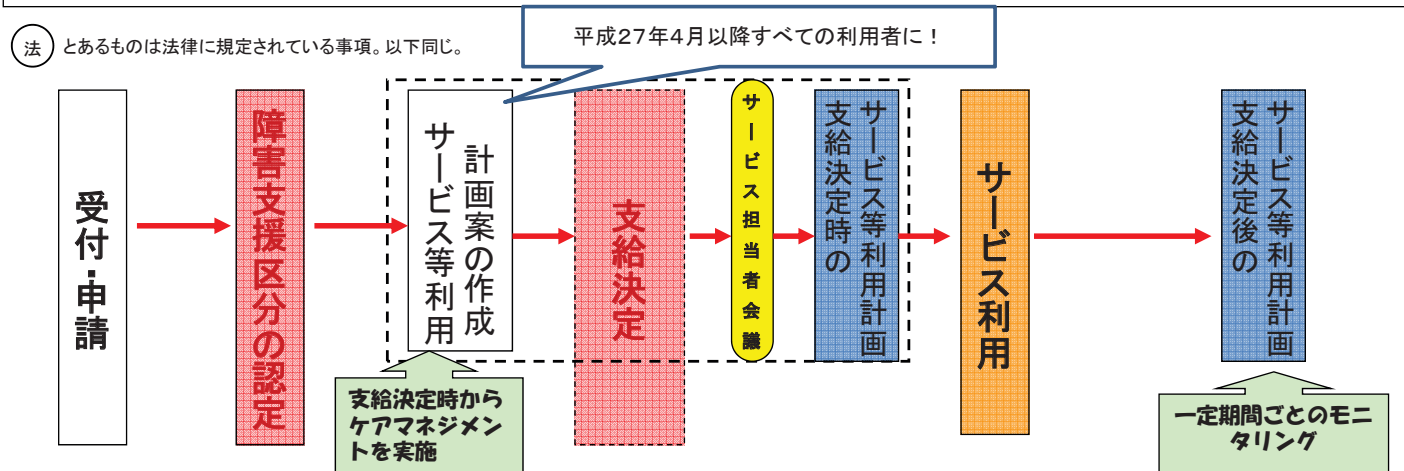 法 とあるものは法律に規定されている事項。以下同じ。
平成27年4月以降すべての利用者に!
受付・申請
障害支援区分の認定
サービス等利用
計画案の作成
支給決定
サービス担当者会議
支給決定時の
サービス等利用計画
サービス利用
支給決定後の
サービス等利用計画
支給決定時から
ケアマネジメン
トを実施
一定期間ごとのモニ
タリング